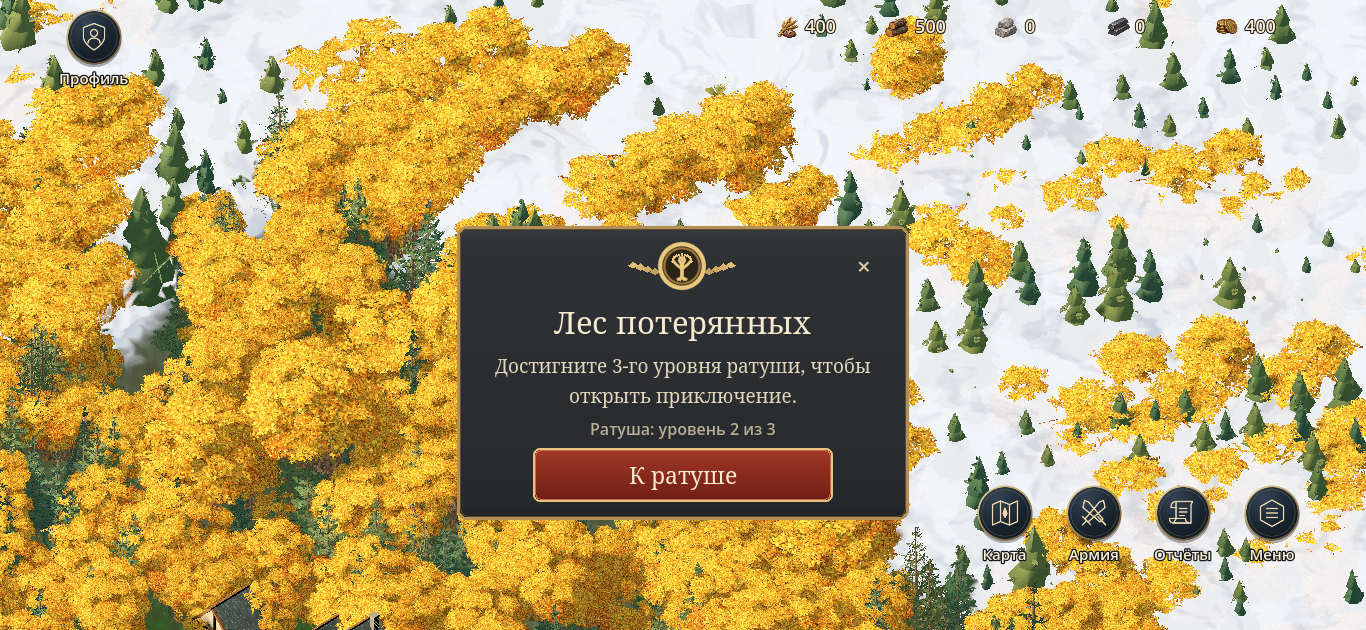 400
500
0
0
400
Профиль
Лес потерянных
Достигните 3-го уровня ратуши, чтобы
открыть приключение.
Ратуша: уровень 2 из 3
К ратуше
Карта
Армия
Отчёты
Меню